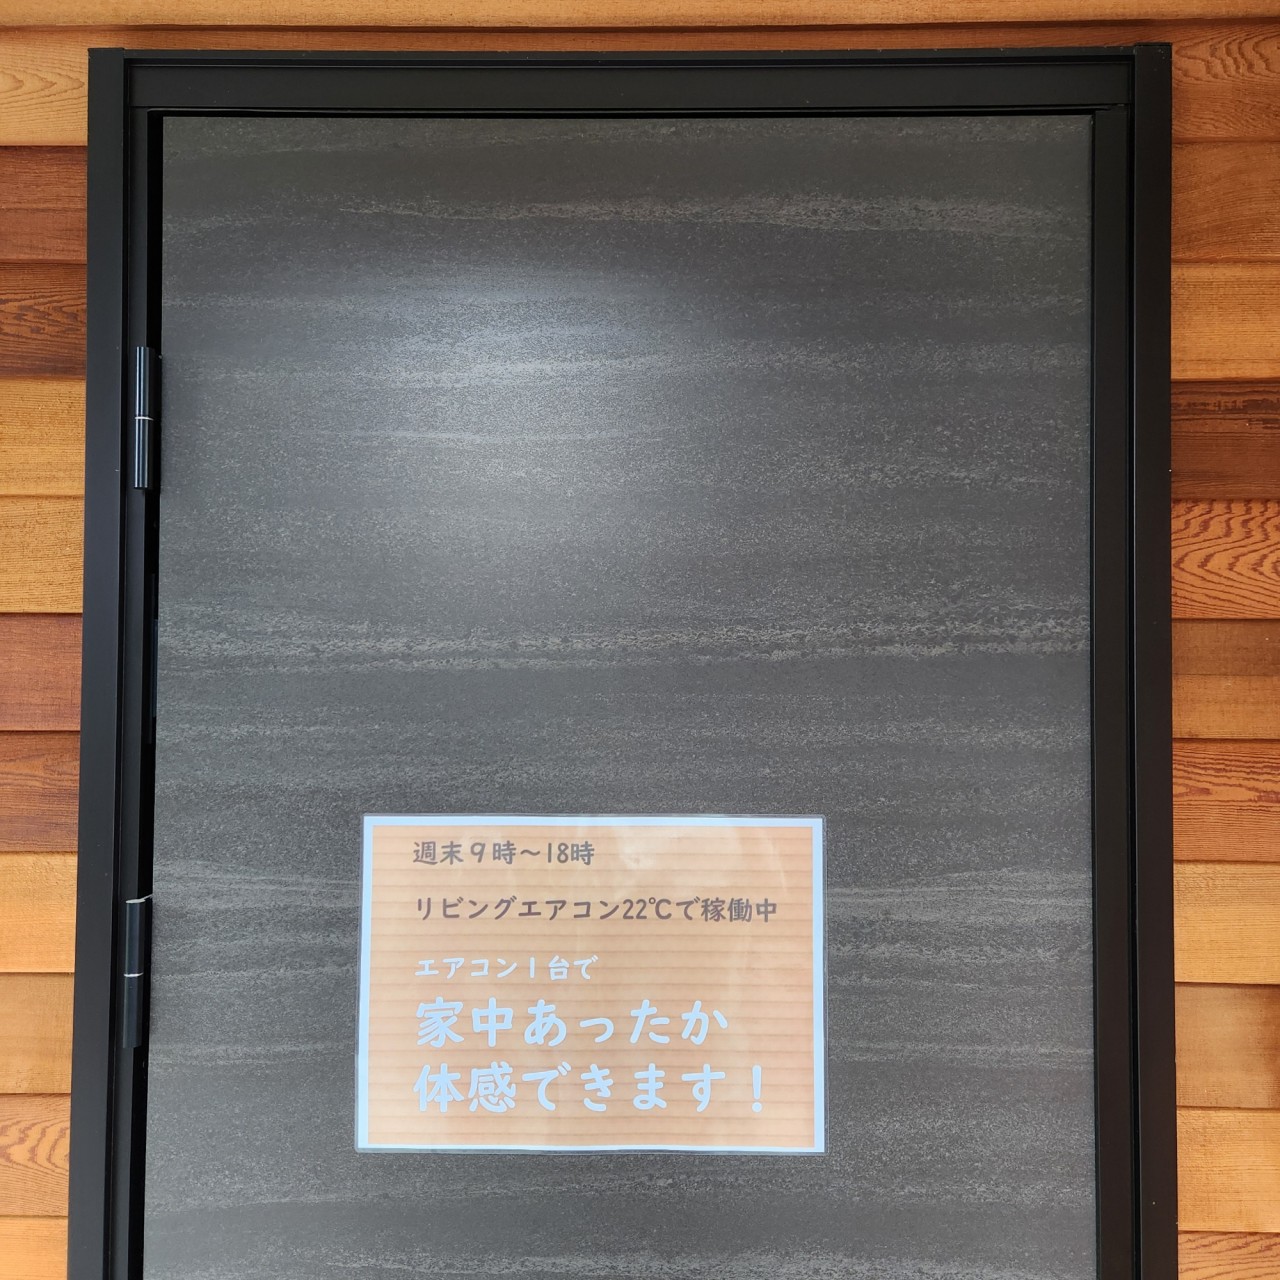 週末９時～18時
リビングエアコン22℃で稼働中
エアコン１台で
家中あったか
体感できます！